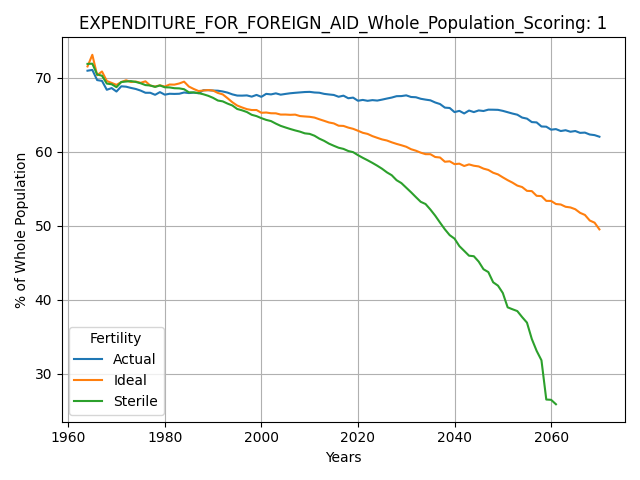 EXPENDITURE_FOR_FOREIGN_AID_Whole_Population_Scoring: 1
% of Whole Population
70
60
50
40
30
Fertility
Actual
Ideal
Sterile
1960 1980 2000 2020 2040 2060
Years